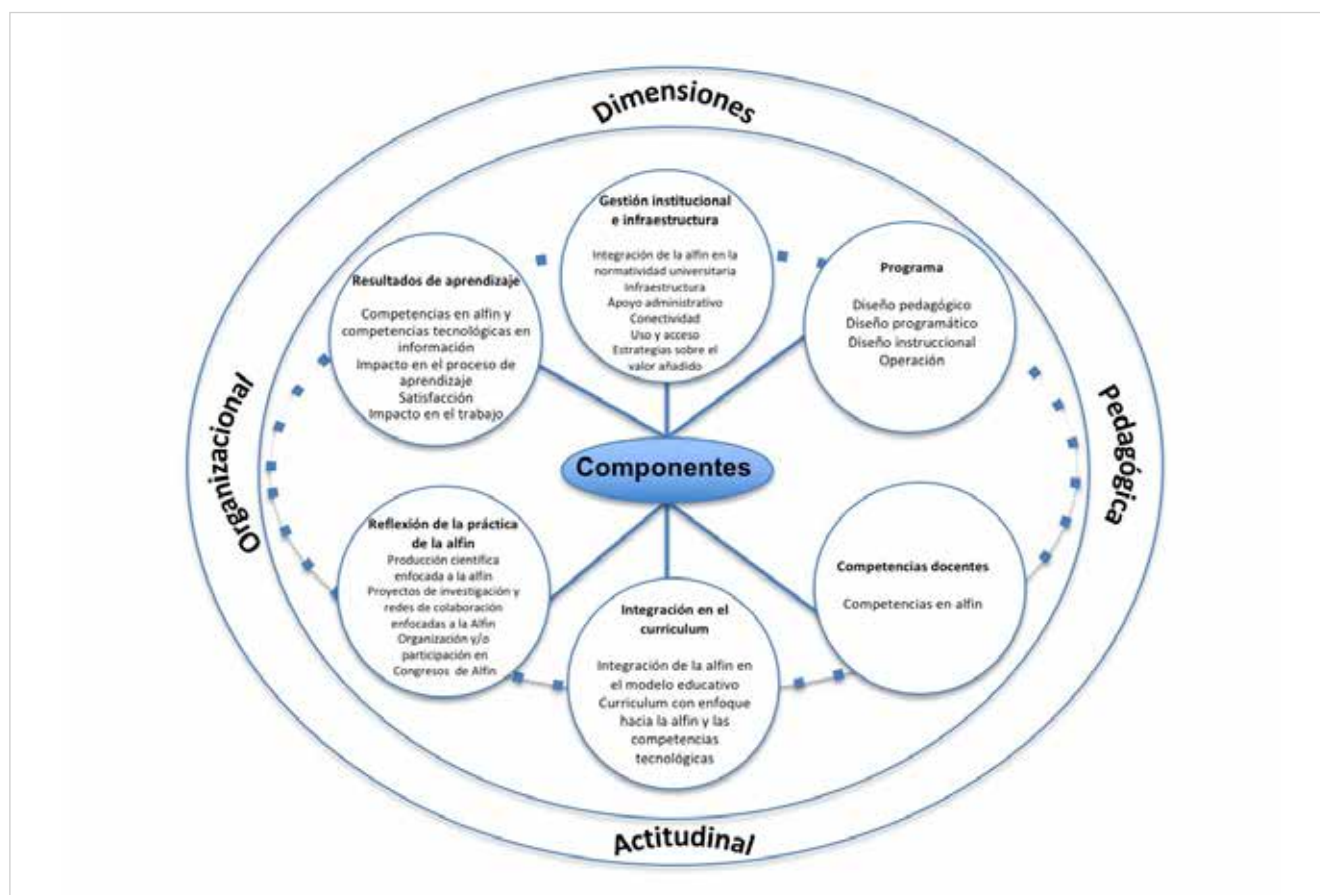 Dimensiones
Gestión institucional
e infraestructura
Integración de la alfin en la
normatividad universitaria
Infraestructura
Apoyo administrativo
Conectividad
Uso y acceso
Estrategias sobre el
valor añadido
Programa
Diseño pedagógico
Diseño programático
Diseño instruccional
Operación
Resultados de aprendizaje
Competencias en alfin y
competencias tecnológicas en
información
Impacto en el proceso de
aprendizaje
Satisfacción
Impacto en el trabajo
Organizacional
Pedagógica
Componentes
Reflexión de la práctica
de la alfin
Producción científica
enfocada a la alfin
Proyectos de investigación y
redes de colaboración
enfocadas a la Alfin
Organización y/o
participación en
Congresos de Alfin
Integración en el
curriculum
Integración de la alfin en
el modelo educativo
Curriculum con enfoque
hacia la alfin y las
competencias
tecnológicas
Competencias docentes
Competencias en alfin
Actitudinal